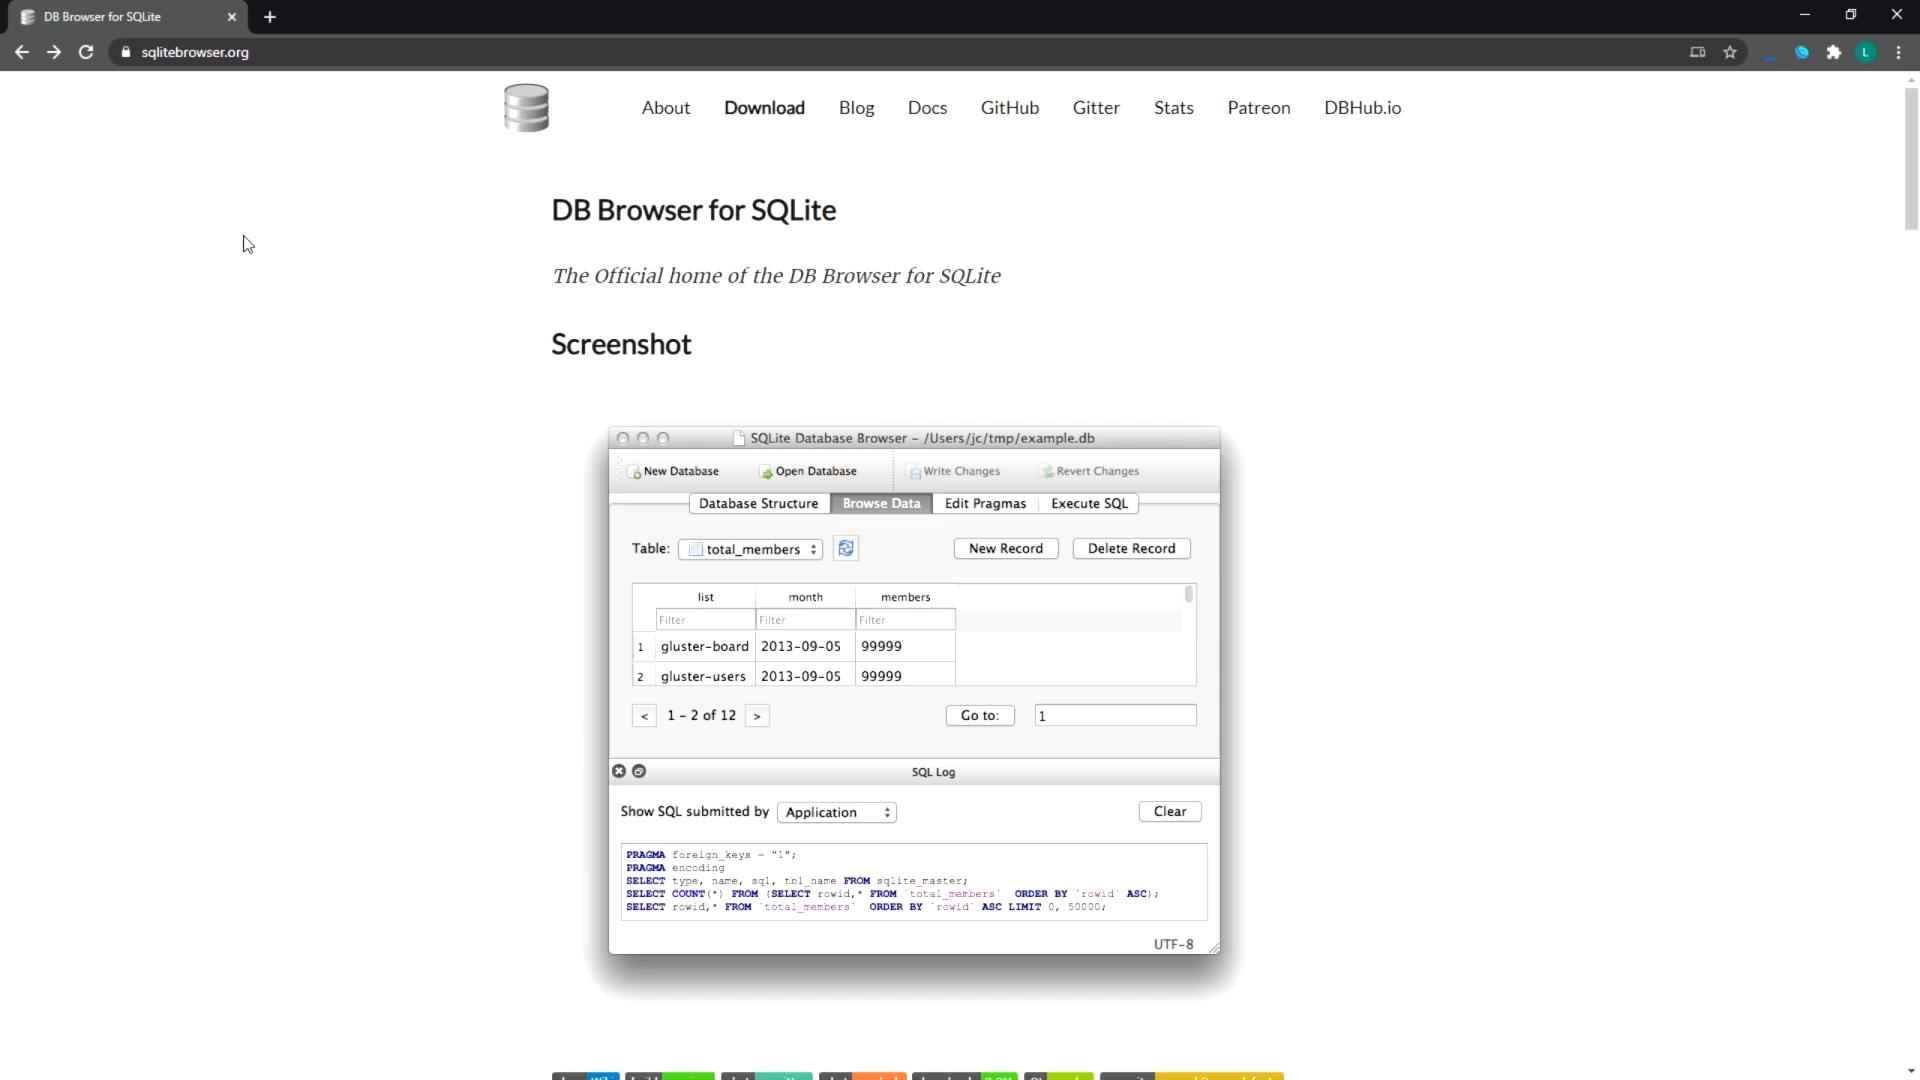 DB Browser for SQLite
sqlitebrowser.org
L
About Download Blog Docs GitHub Gitter Stats Patreon DBHub.io
DB Browser for SQLite
The Official home of the DB Browser for SQLite
Screenshot
SQLite Database Browser - /Users/jc/tmp/example.db
New Database Open Database Write Changes Revert Changes
Database Structure Browse Data Edit Pragmas Execute SQL
Table: total_members New Record Delete Record
list month members
Filter Filter Filter
1 gluster-board 2013-09-05 99999
2 gluster-users 2013-09-05 99999
< 1 - 2 of 12 > Go to: 1
SQL Log
Show SQL submitted by Application Clear
PRAGMA foreign_keys = "1";
PRAGMA encoding
SELECT type, name, sql, tbl_name FROM sqlite_master;
SELECT COUNT(*) FROM (SELECT rowid,* FROM `total_members` ORDER BY `rowid` ASC);
SELECT rowid,* FROM `total_members` ORDER BY `rowid` ASC LIMIT 0, 50000;
UTF-8